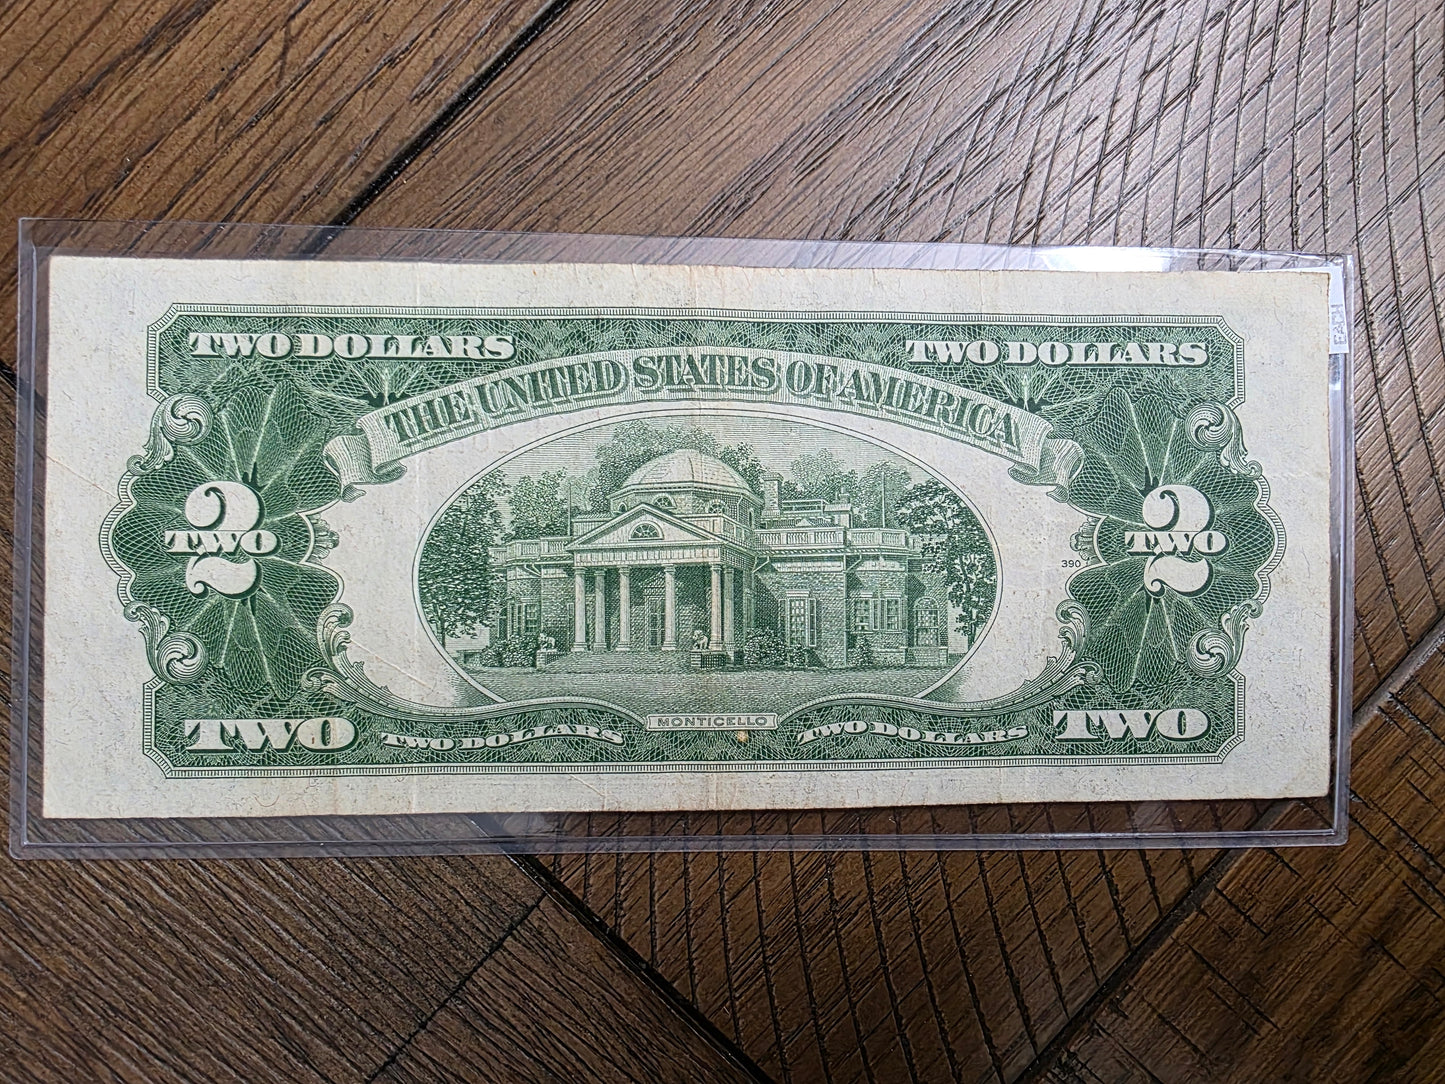 TWO DOLLARS
TWO DOLLARS
THE UNITED STATES OF AMERICA
2
TWO
2
TWO
390
TWO
TWO DOLLARS
MONTICELLO
TWO DOLLARS
TWO
EACH